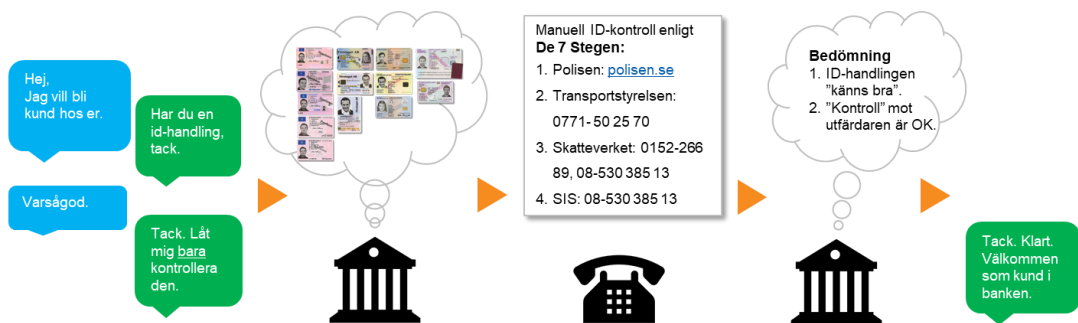 Hej,
Jag vill bli
kund hos er.
Har du en
id-handling,
tack.
Varsågod.
Tack. Låt
mig bara
kontrollera
den.
Manuell ID-kontroll enligt
De 7 Stegen:
1. Polisen: polisen.se
2. Transportstyrelsen:
0771- 50 25 70
3. Skatteverket: 0152-266
89, 08-530 385 13
4. SIS: 08-530 385 13
Bedömning
1. ID-handlingen
"känns bra".
2. "Kontroll" mot
utfärdaren är OK.
Tack. Klart.
Välkommen
som kund i
banken.